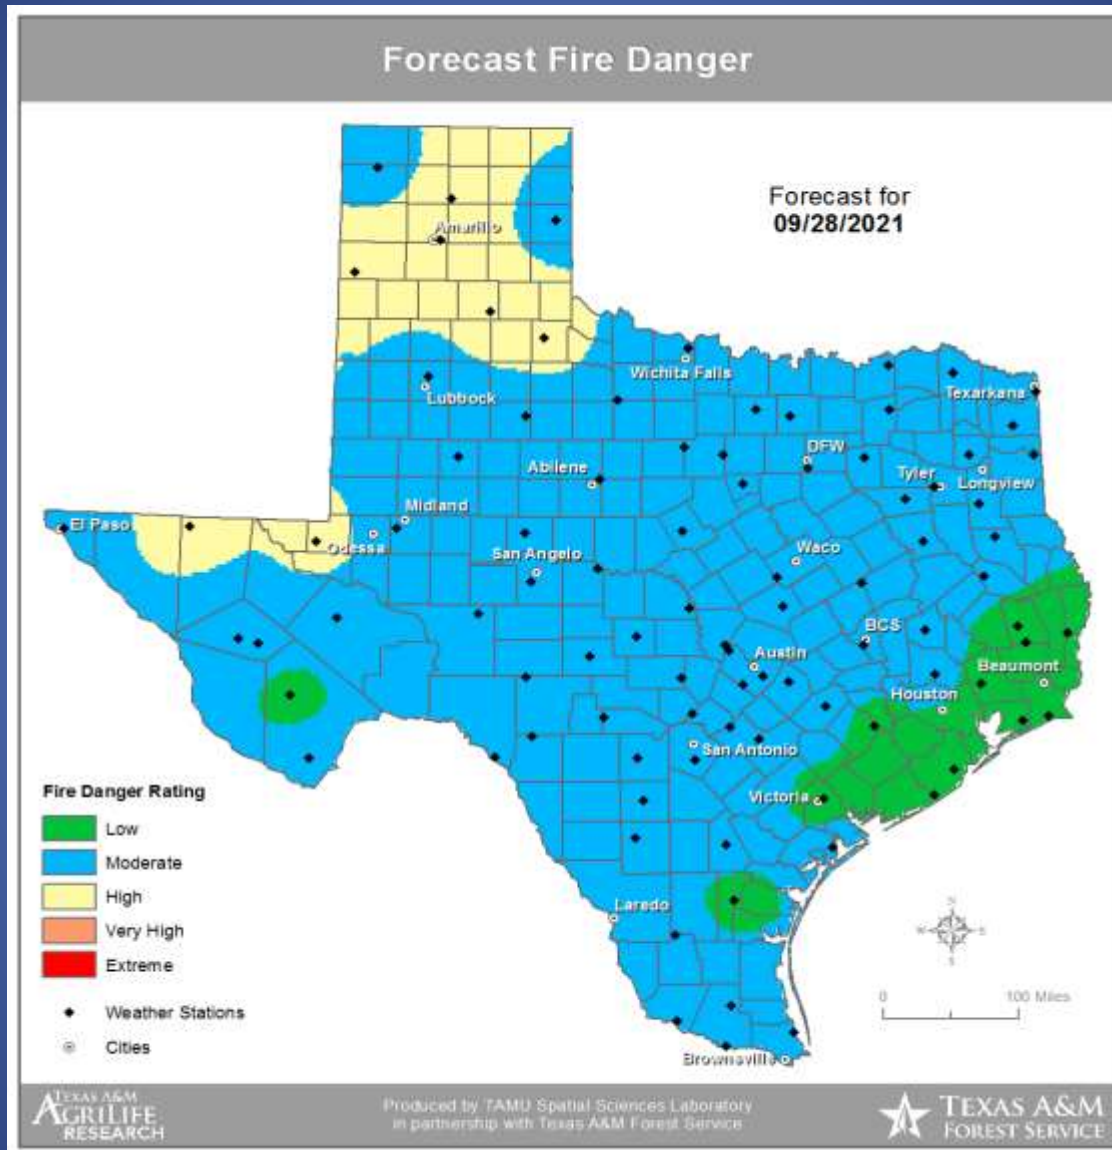 Forecast Fire Danger
Forecast for
09/28/2021
Amarillo
Wichita Falls
Lubbock
Texarkana
DFW
Abilene
Tyler
Longview
Midland
El Paso
Odessa
San Angelo
Waco
BCS
Austin
Beaumont
Houston
San Antonio
Victoria
Laredo
Brownsville
Fire Danger Rating
Low
Moderate
High
Very High
Extreme
Weather Stations
Cities
N
W E
S
0 100 Miles
TEXAS A&M
AGRILIFE
RESEARCH
Produced by TAMU Spatial Sciences Laboratory
in partnership with Texas A&M Forest Service
TEXAS A&M
FOREST SERVICE